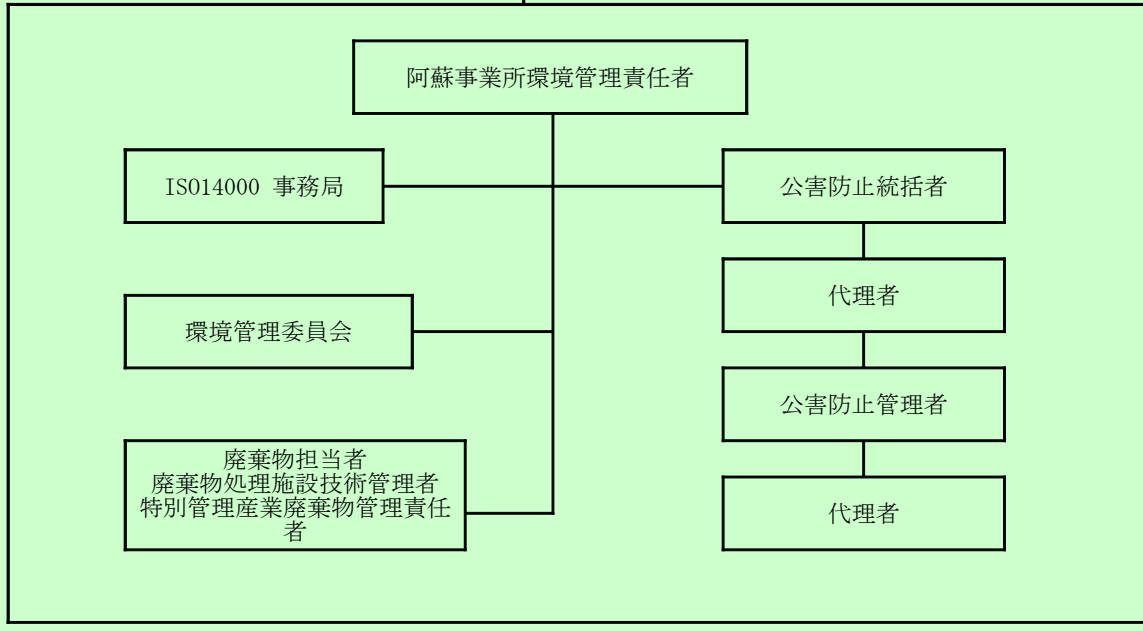 阿蘇事業所環境管理責任者
ISO14000 事務局
公害防止統括者
代理者
環境管理委員会
公害防止管理者
廃棄物担当者
廃棄物処理施設技術管理者
特別管理産業廃棄物管理責任
者
代理者